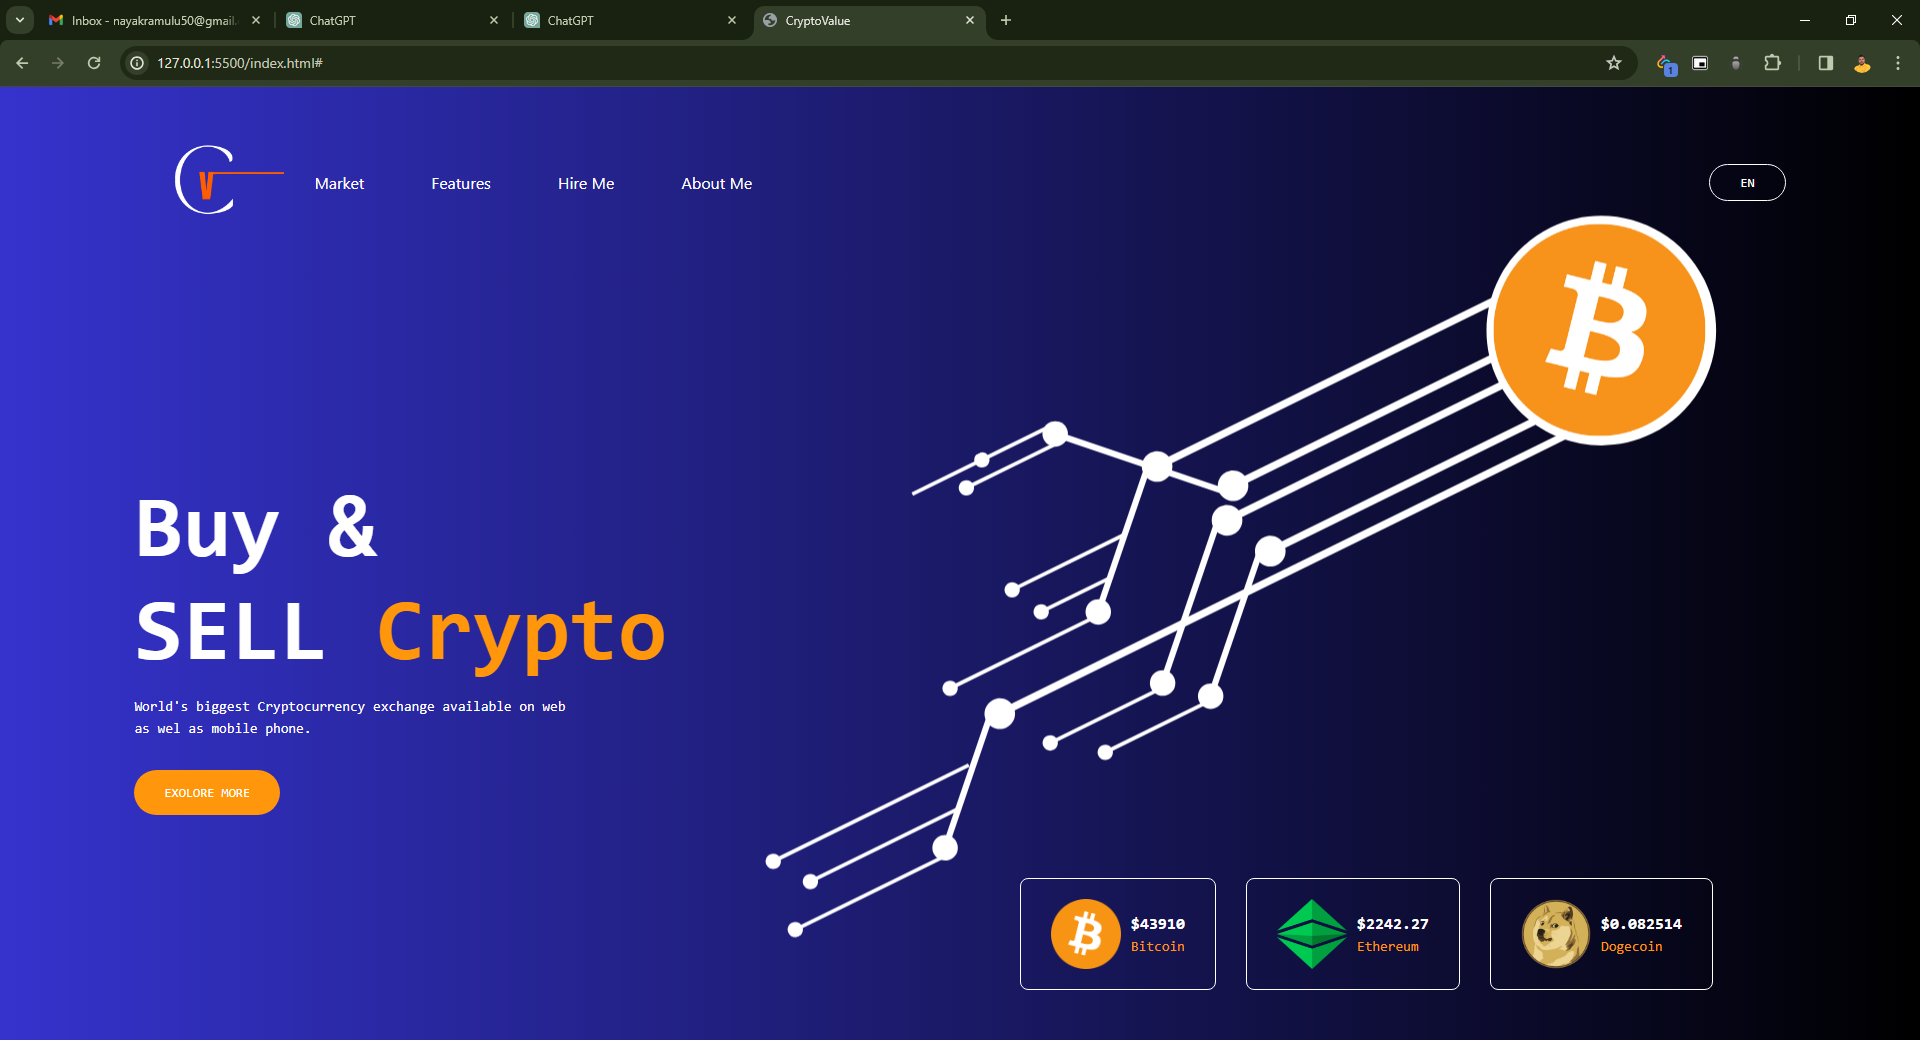 Inbox - nayakramulu50@gmail.
ChatGPT
ChatGPT
CryptoValue
127.0.0.1:5500/index.html#
1
CV
Market
Features
Hire Me
About Me
EN
Buy &
SELL Crypto
World's biggest Cryptocurrency exchange available on web
as wel as mobile phone.
EXOLORE MORE
$43910
Bitcoin
$2242.27
Ethereum
$0.082514
Dogecoin